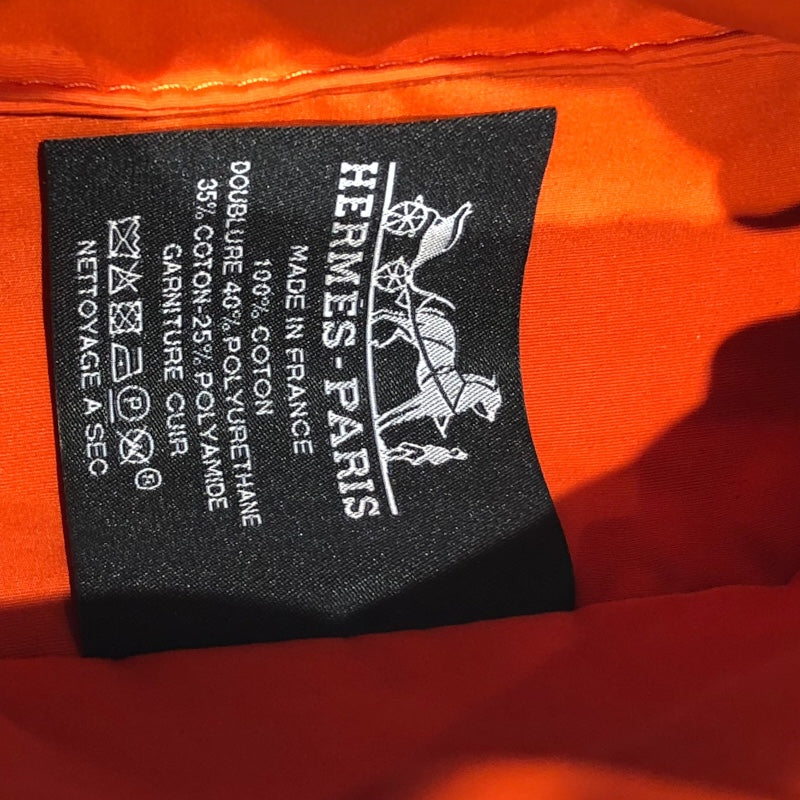 HERMÈS-PARIS
MADE IN FRANCE
100% COTON
DOUBLURE 40% POLYURETHANE
35% COTON-25% POLYAMIDE
GARNITURE CUIR
P
NETTOYAGE A SEC